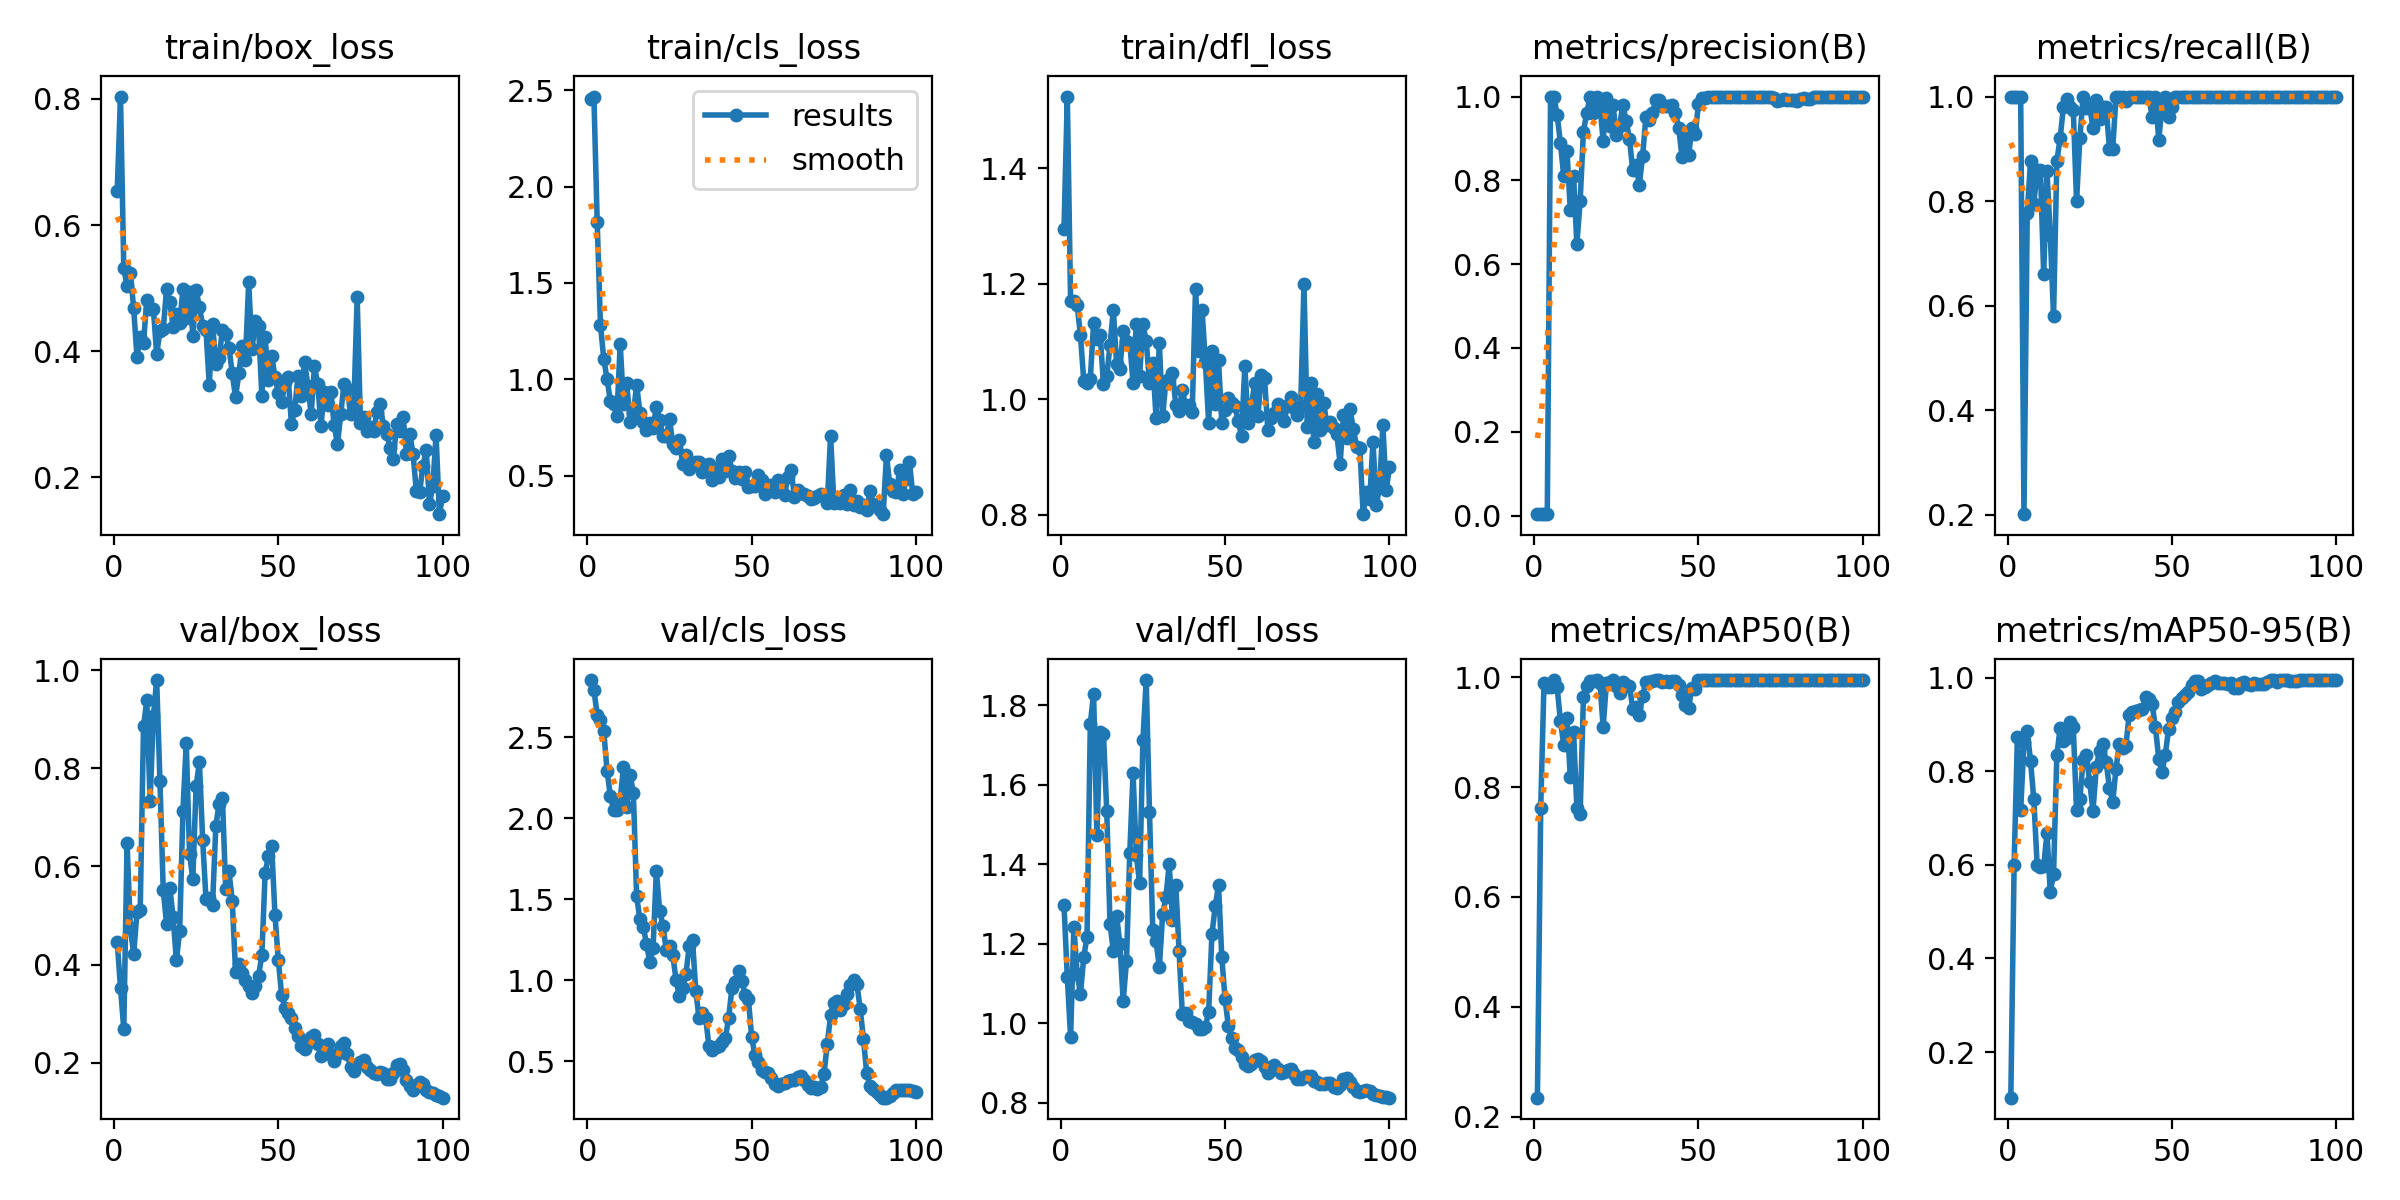 train/box_loss
0.8
0.6
0.4
0.2
0 50 100
train/cls_loss
results
smooth
2.5
2.0
1.5
1.0
0.5
0 50 100
train/dfl_loss
1.4
1.2
1.0
0.8
0 50 100
metrics/precision(B)
1.0
0.8
0.6
0.4
0.2
0.0
0 50 100
metrics/recall(B)
1.0
0.8
0.6
0.4
0.2
0 50 100
val/box_loss
1.0
0.8
0.6
0.4
0.2
0 50 100
val/cls_loss
2.5
2.0
1.5
1.0
0.5
0 50 100
val/dfl_loss
1.8
1.6
1.4
1.2
1.0
0.8
0 50 100
metrics/mAP50(B)
1.0
0.8
0.6
0.4
0.2
0 50 100
metrics/mAP50-95(B)
1.0
0.8
0.6
0.4
0.2
0 50 100